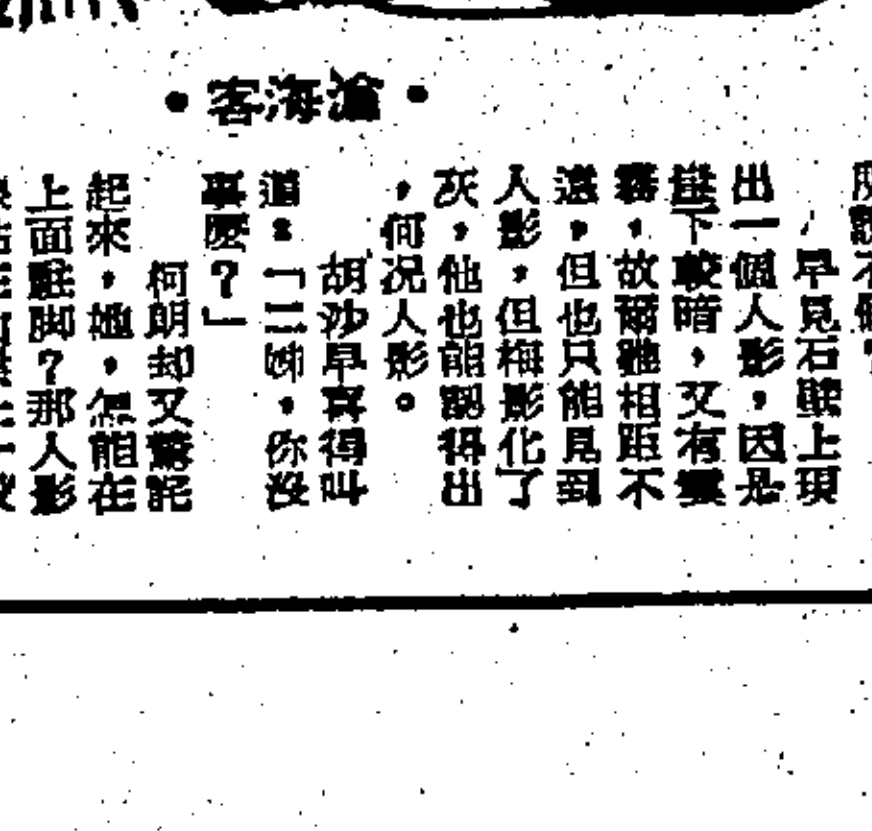 •客海滄•
早見石壁上現
出一個人影，因是
崖下較暗，又有雲
霧，故爾雖相距不
遠，但也只能見到
人影，但梅影化了
灰，他也能認得出
，何況人影。
胡沙早喜得叫
道：「二姊，你沒
事麼？」
柯朗却又驚詫
起來，她，怎能在
上面駐脚？那人影